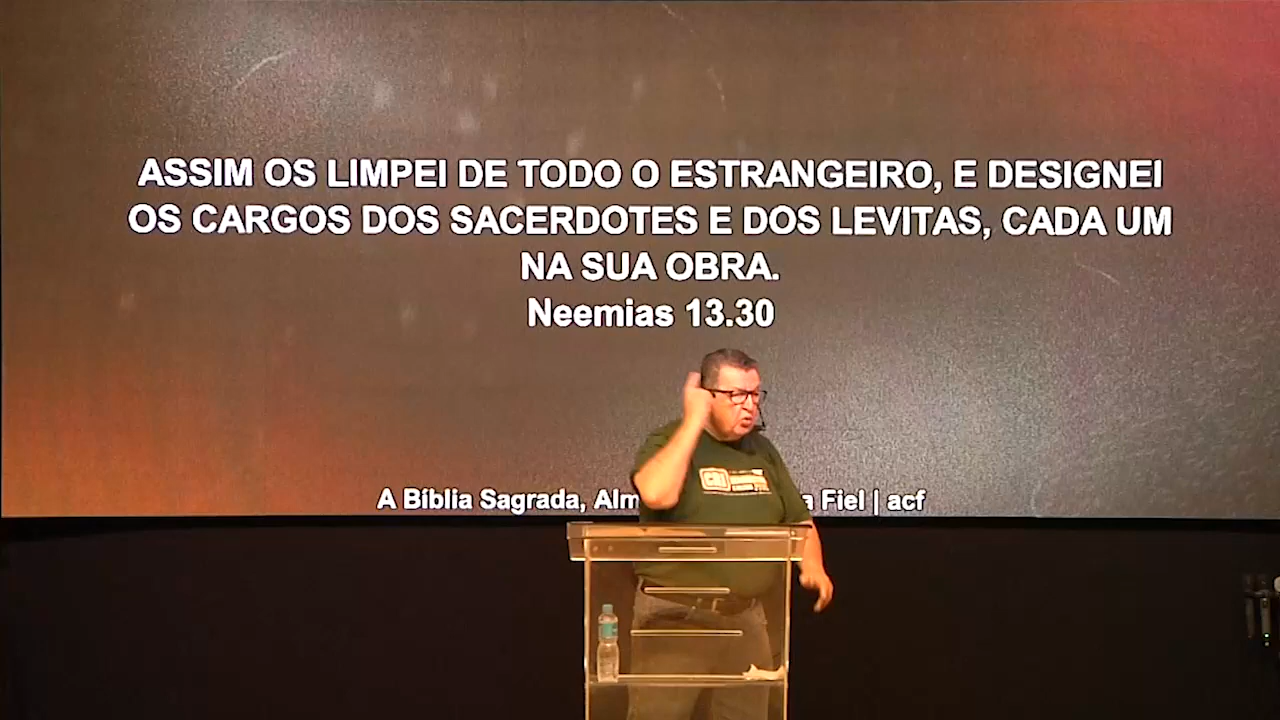 ASSIM OS LIMPEI DE TODO O ESTRANGEIRO, E DESIGNEI
OS CARGOS DOS SACERDOTES E DOS LEVITAS, CADA UM
NA SUA OBRA.
Neemias 13.30
A Bíblia Sagrada, Alm a Fiel | acf